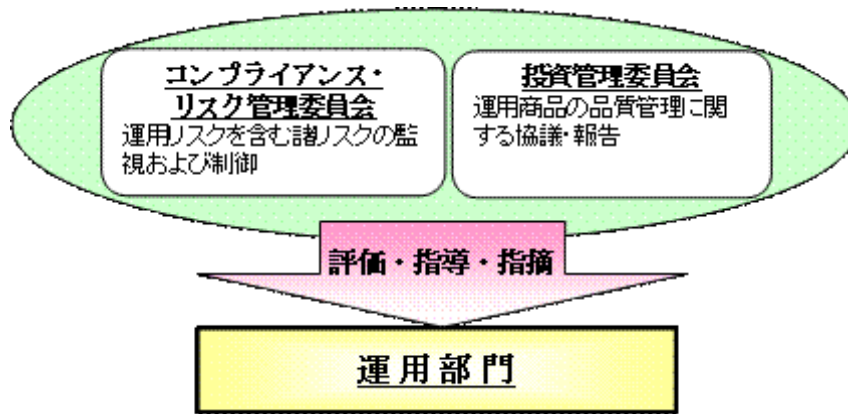 コンプライアンス・
リスク管理委員会
運用リスクを含む諸リスクの監
視および制御
投資管理委員会
運用商品の品質管理に関
する協議・報告
評価・指導・指摘
運用部門